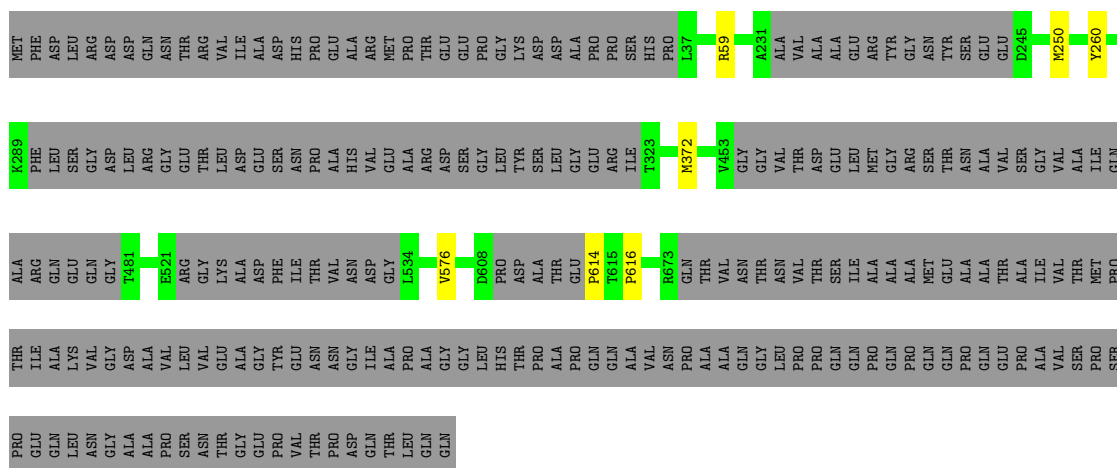 MET PHE ASP LEU ARG ASP ASP GLN ASN THR ARG VAL ILE ALA ASP HIS PRO GLU ALA ARG MET PRO THR GLU GLU PRO GLY LYS ASP ASP ALA PRO PRO SER HIS PRO L37 R59 A231 ALA VAL ALA ALA GLU ARG TYR GLY ASN TYR SER GLU GLU D245 M250 Y260
K289 PHE LEU SER GLY ASP LEU ARG GLY GLU THR LEU ASP GLU SER ASN PRO ALA HIS VAL GLU ALA ARG ASP SER GLY LEU TYR SER LEU GLY GLU ARG ILE T323 M372 V453 GLY GLY VAL THR ASP GLU LEU MET GLY ARG SER THR ASN ALA VAL SER GLY VAL ALA ILE GLN
ALA ARG GLN GLU GLN GLY T481 E521 ARG GLY LYS ALA ASP PHE ILE THR VAL ASN ASP GLY L534 V576 D608 PRO ASP ALA THR GLU P614 T615 P616 R673 GLN THR VAL ASN THR ASN VAL THR SER ILE ALA ALA ALA MET GLU ALA THR ALA ILE VAL THR MET PRO
THR ILE ALA LYS VAL GLY ASP ALA VAL LEU VAL GLU ALA GLY TYR GLU ASN ASN GLY ILE ALA PRO ALA GLY GLY LEU HIS THR PRO ALA PRO GLN GLN ALA VAL ASN PRO ALA ALA GLN GLY LEU PRO PRO GLN GLN PRO GLN PRO GLN GLN PRO GLN GLU PRO ALA VAL SER PRO SER
PRO GLU GLN LEU ASN GLY ALA ALA PRO SER ASN THR GLY GLU PRO VAL THR PRO ASP GLN THR LEU GLN GLN